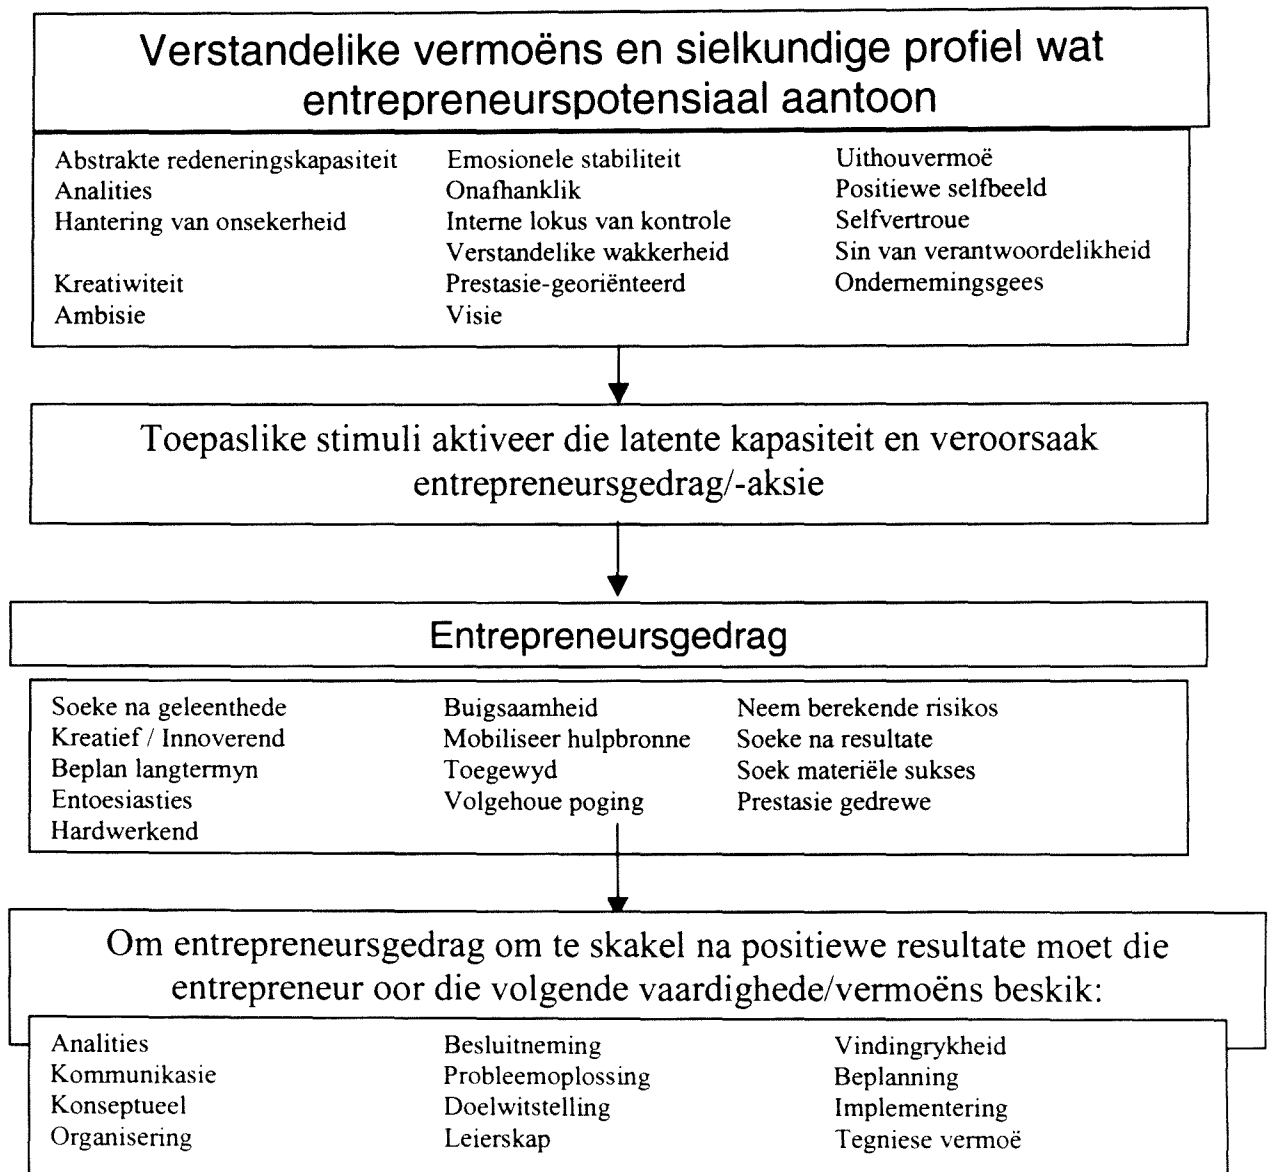 Verstandelike vermoëns en sielkundige profiel wat
entrepreneurspotensiaal aantoon
Abstrakte redeneringskapasiteit Emosionele stabiliteit Uithouvermoë
Analities Onafhanklik Positiewe selfbeeld
Hantering van onsekerheid Interne lokus van kontrole Selfvertroue
Verstandelike wakkerheid Sin van verantwoordelikheid
Kreatiwiteit Prestasie-georiënteerd Ondernemingsgees
Ambisie Visie
Toepaslike stimuli aktiveer die latente kapasiteit en veroorsaak
entrepreneursgedrag/-aksie
Entrepreneursgedrag
Soeke na geleenthede Buigsaamheid Neem berekende risikos
Kreatief / Innoverend Mobiliseer hulpbronne Soeke na resultate
Beplan langtermyn Toegewyd Soek materiële sukses
Entoesiasties Volgehoue poging Prestasie gedrewe
Hardwerkend
Om entrepreneursgedrag om te skakel na positiewe resultate moet die
entrepreneur oor die volgende vaardighede/vermoëns beskik:
Analities Besluitneming Vindingrykheid
Kommunikasie Probleemoplossing Beplanning
Konseptueel Doelwitstelling Implementering
Organisering Leierskap Tegniese vermoë